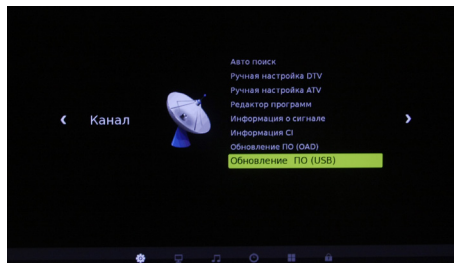 Авто поиск
Ручная настройка DTV
Ручная настройка ATV
Редактор программ
Канал
Информация о сигнале
Информация CI
Обновление ПО (OAD)
Обновление ПО (USB)